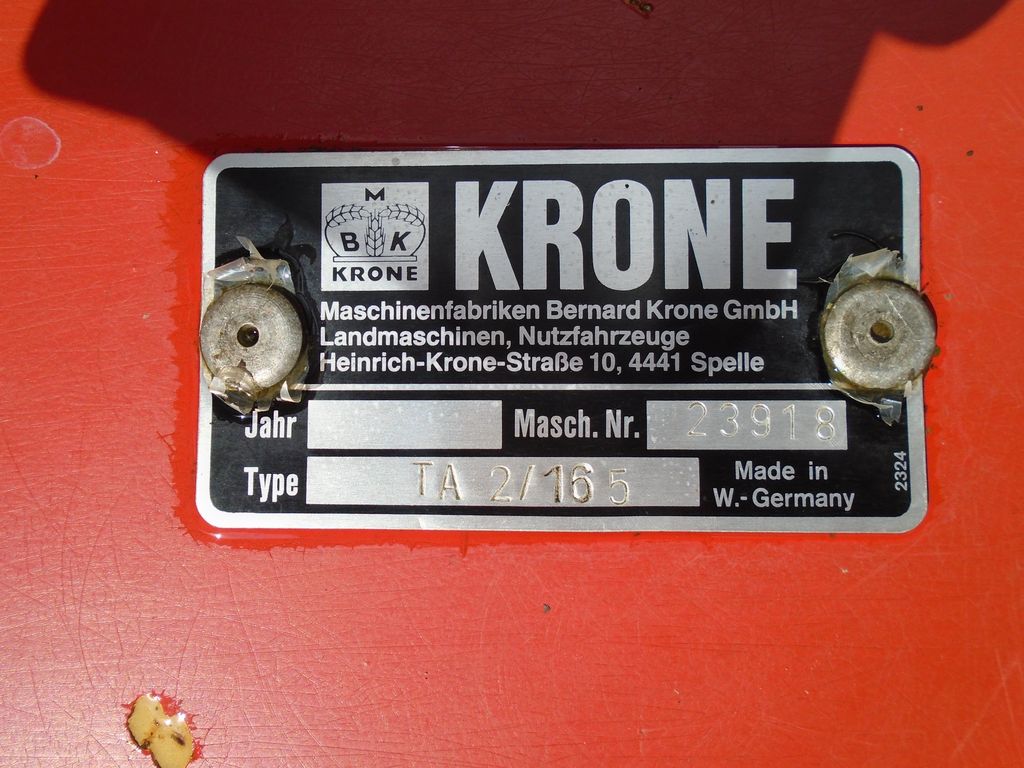 M
B K
KRONE
KRONE
Maschinenfabriken Bernard Krone GmbH
Landmaschinen, Nutzfahrzeuge
Heinrich-Krone-Straße 10, 4441 Spelle
Jahr
Masch. Nr. 23918
Type TA 2/165
Made in
W.-Germany
2324